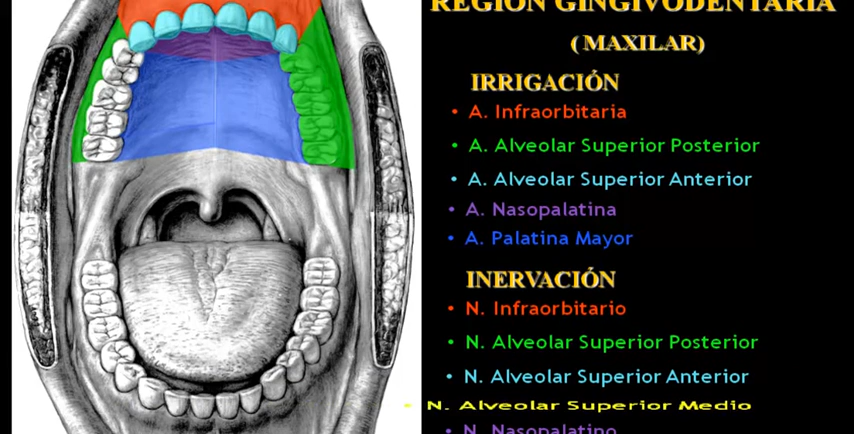 REGIÓN GINGIVODENTARIA
( MAXILAR)
IRRIGACIÓN
• A. Infraorbitaria
• A. Alveolar Superior Posterior
• A. Alveolar Superior Anterior
• A. Nasopalatina
• A. Palatina Mayor
INERVACIÓN
• N. Infraorbitario
• N. Alveolar Superior Posterior
• N. Alveolar Superior Anterior
• N. Alveolar Superior Medio
• N. Nasopalatino